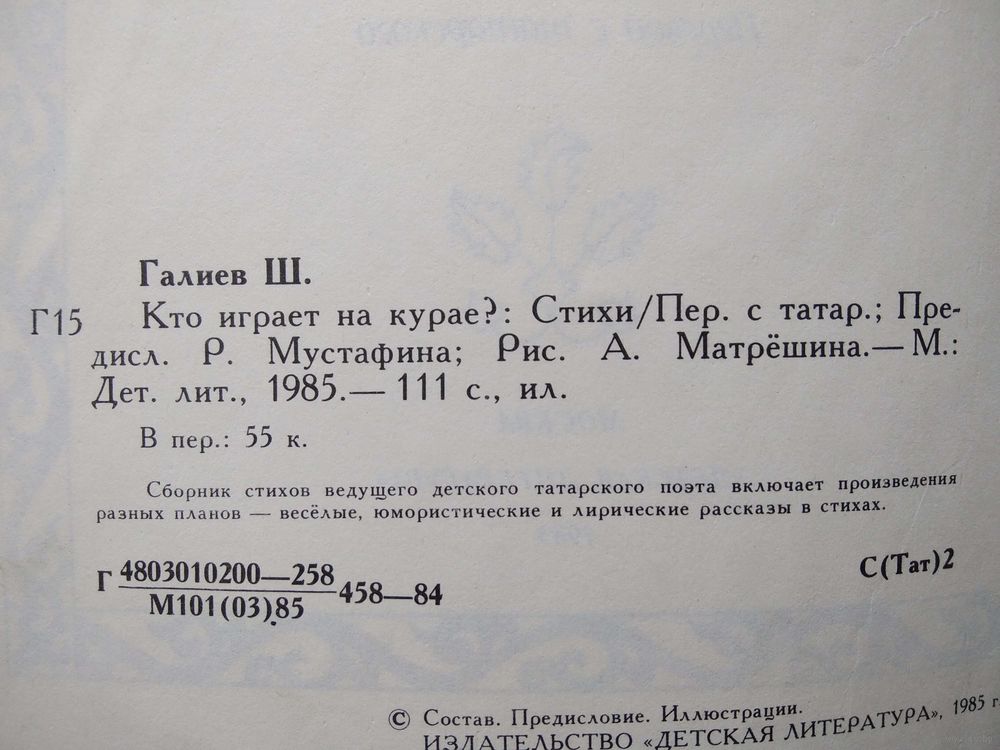 Галиев Ш.
Г15 Кто играет на курае?: Стихи/Пер. с татар.; Пре-
дисл. Р. Мустафина; Рис. А. Матрёшина.— М.:
Дет. лит., 1985.— 111 с., ил.
В пер.: 55 к.
Сборник стихов ведущего детского татарского поэта включает произведения
разных планов — весёлые, юмористические и лирические рассказы в стихах.
Г 4803010200—258 458—84
М101(03)85
С(Тат)2
© Состав. Предисловие. Иллюстрации.
ИЗДАТЕЛЬСТВО «ДЕТСКАЯ ЛИТЕРАТУРА», 1985 г.